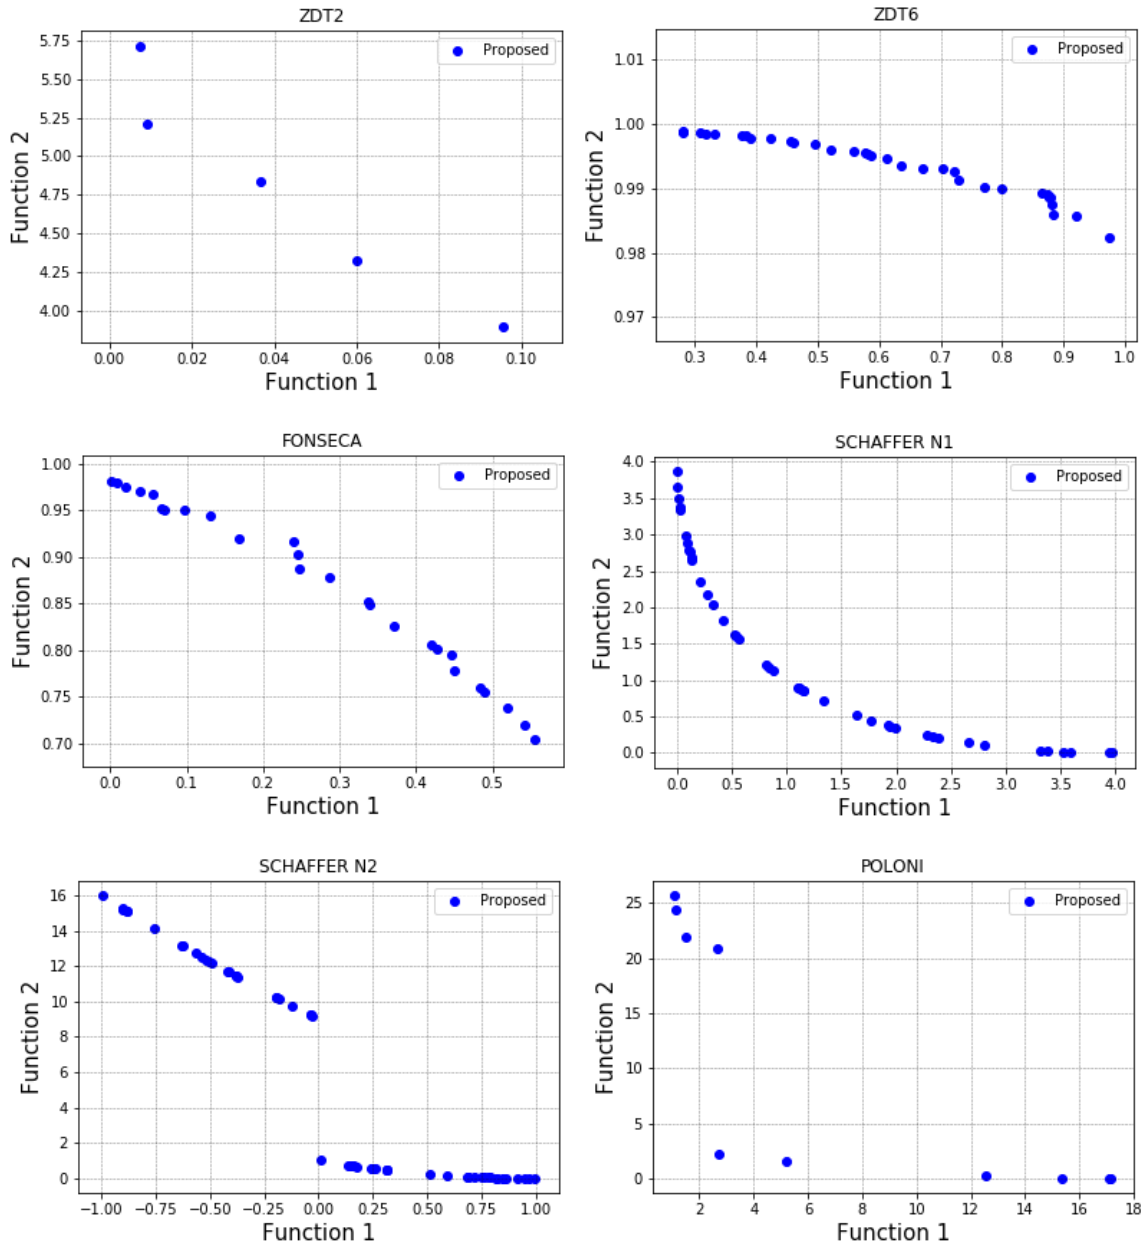 ZDT2
Proposed
5.75
5.50
5.25
5.00
4.75
4.50
4.25
4.00
Function 2
0.00 0.02 0.04 0.06 0.08 0.10
Function 1
ZDT6
Proposed
1.01
1.00
0.99
0.98
0.97
Function 2
0.3 0.4 0.5 0.6 0.7 0.8 0.9 1.0
Function 1
FONSECA
Proposed
1.00
0.95
0.90
0.85
0.80
0.75
0.70
Function 2
0.0 0.1 0.2 0.3 0.4 0.5
Function 1
SCHAFFER N1
Proposed
4.0
3.5
3.0
2.5
2.0
1.5
1.0
0.5
0.0
Function 2
0.0 0.5 1.0 1.5 2.0 2.5 3.0 3.5 4.0
Function 1
SCHAFFER N2
Proposed
16
14
12
10
8
6
4
2
0
Function 2
−1.00 −0.75 −0.50 −0.25 0.00 0.25 0.50 0.75 1.00
Function 1
POLONI
Proposed
25
20
15
10
5
0
Function 2
2 4 6 8 10 12 14 16 18
Function 1